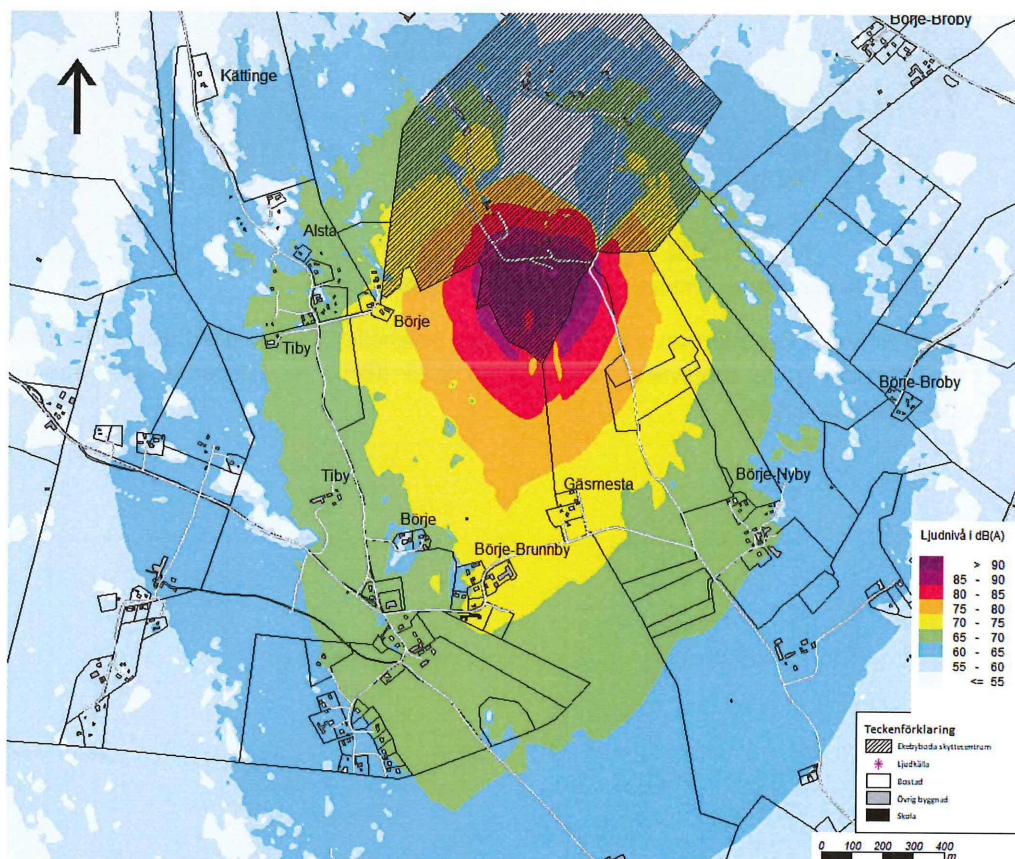 Börje-Broby
Kättinge
Alsta
Börje
Tiby
Börje-Broby
Tiby
Börje
Gäsmesta
Börje-Nyby
Börje-Brunnby
Ljudnivå i dB(A)
> 90
85 - 90
80 - 85
75 - 80
70 - 75
65 - 70
60 - 65
55 - 60
<= 55
Teckenförklaring
Ekebyboda skyttecentrum
Ljudkälla
Bostad
Övrig byggnad
Skola
0 100 200 300 400
m